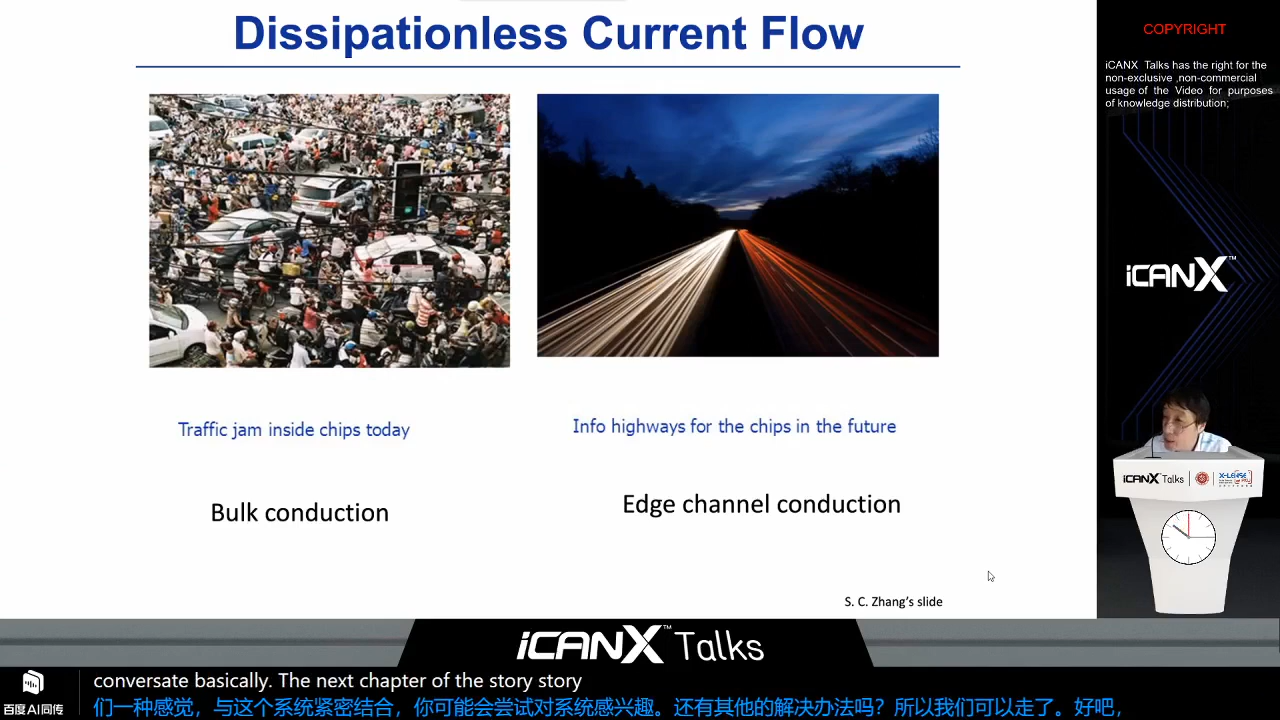 Dissipationless Current Flow
Traffic jam inside chips today
Info highways for the chips in the future
Bulk conduction
Edge channel conduction
S. C. Zhang's slide
COPYRIGHT
iCANX Talks has the right for the
non-exclusive ,non-commercial
usage of the Video for purposes
of knowledge distribution;
iCANX™
iCANX Talks
X-LENSE
iCANX™ Talks
百度AI同传
conversate basically. The next chapter of the story story
们一种感觉，与这个系统紧密结合，你可能会尝试对系统感兴趣。还有其他的解决办法吗？所以我们可以走了。好吧，